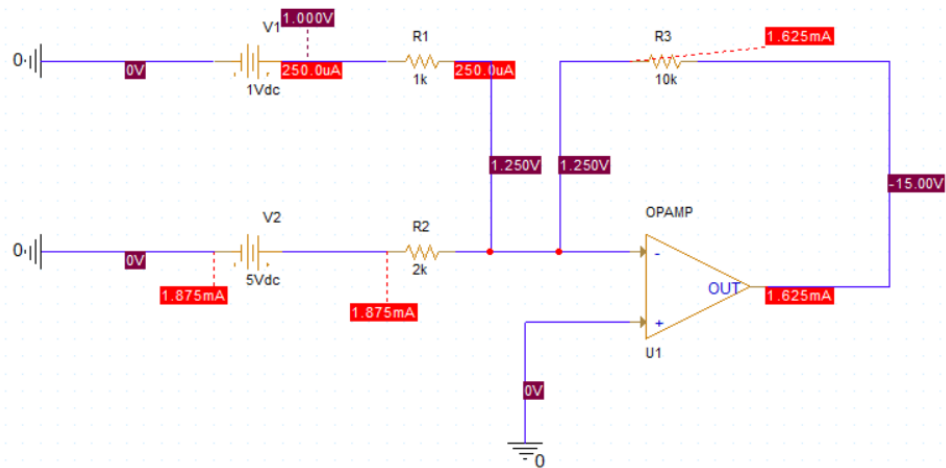 V1
1.000V
0
0V
250.0uA
1Vdc
R1
1k
250.0uA
R3
1.625mA
10k
1.250V
1.250V
-15.00V
V2
0
0V
5Vdc
1.875mA
R2
2k
1.875mA
OPAMP
-
OUT
1.625mA
+
U1
0V
0